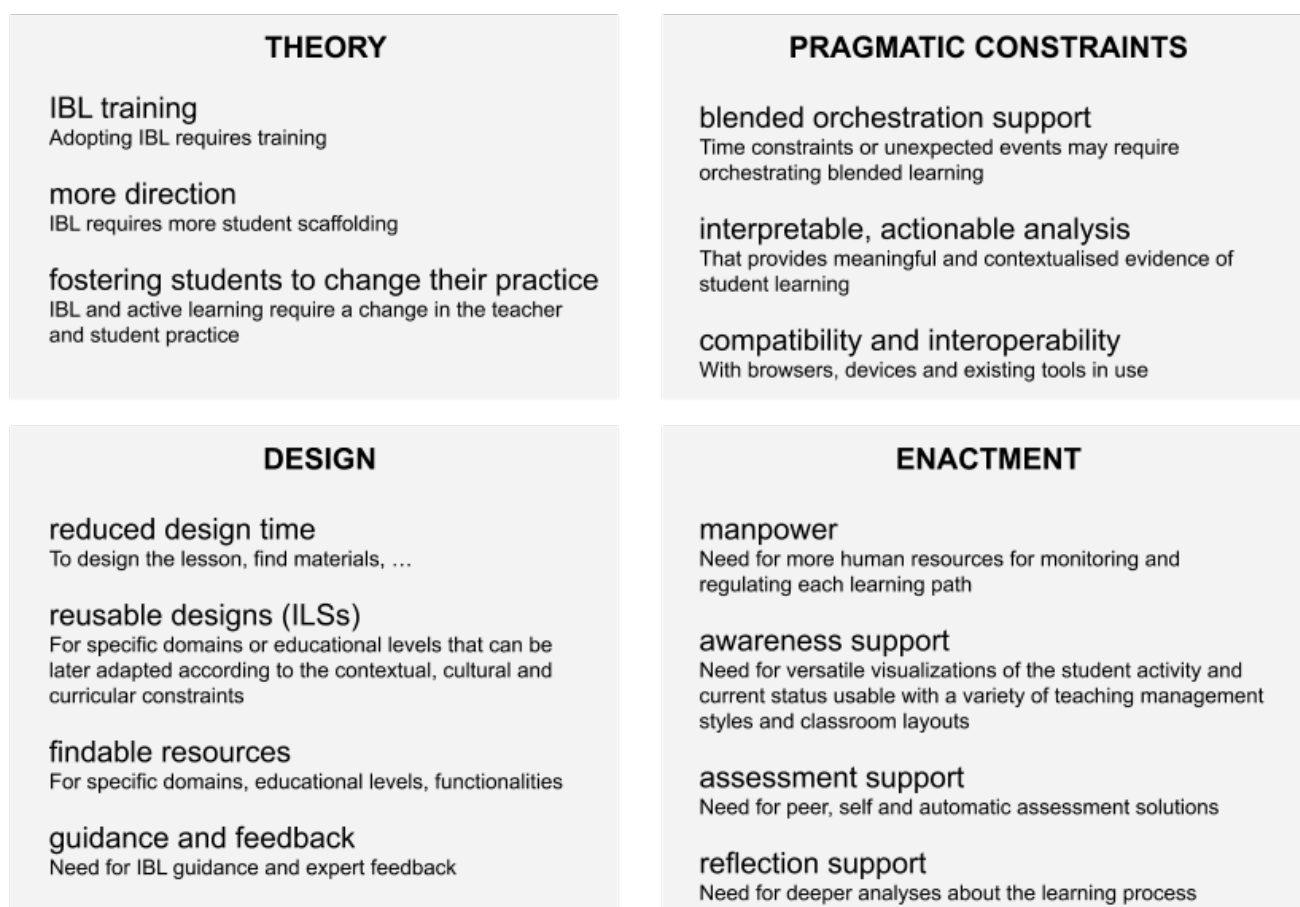 THEORY
IBL training
Adopting IBL requires training
more direction
IBL requires more student scaffolding
fostering students to change their practice
IBL and active learning require a change in the teacher
and student practice
PRAGMATIC CONSTRAINTS
blended orchestration support
Time constraints or unexpected events may require
orchestrating blended learning
interpretable, actionable analysis
That provides meaningful and contextualised evidence of
student learning
compatibility and interoperability
With browsers, devices and existing tools in use
DESIGN
reduced design time
To design the lesson, find materials, …
reusable designs (ILSs)
For specific domains or educational levels that can be
later adapted according to the contextual, cultural and
curricular constraints
findable resources
For specific domains, educational levels, functionalities
guidance and feedback
Need for IBL guidance and expert feedback
ENACTMENT
manpower
Need for more human resources for monitoring and
regulating each learning path
awareness support
Need for versatile visualizations of the student activity and
current status usable with a variety of teaching management
styles and classroom layouts
assessment support
Need for peer, self and automatic assessment solutions
reflection support
Need for deeper analyses about the learning process